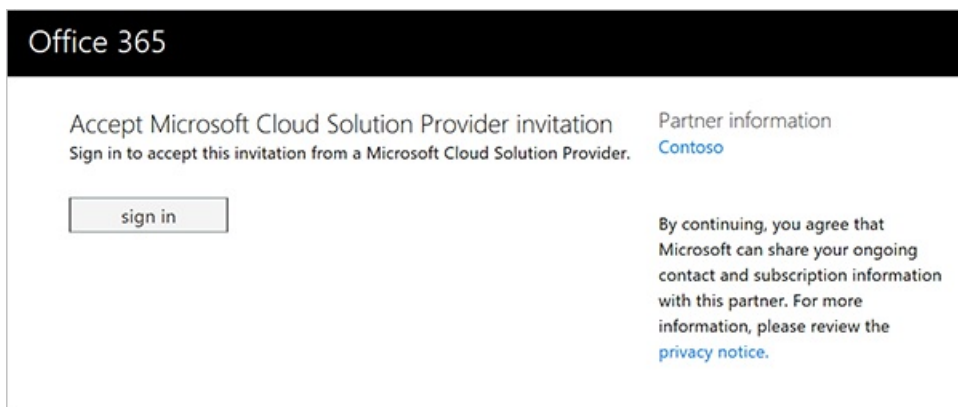 Office 365
Accept Microsoft Cloud Solution Provider invitation
Sign in to accept this invitation from a Microsoft Cloud Solution Provider.
sign in
Partner information
Contoso
By continuing, you agree that
Microsoft can share your ongoing
contact and subscription information
with this partner. For more
information, please review the
privacy notice.